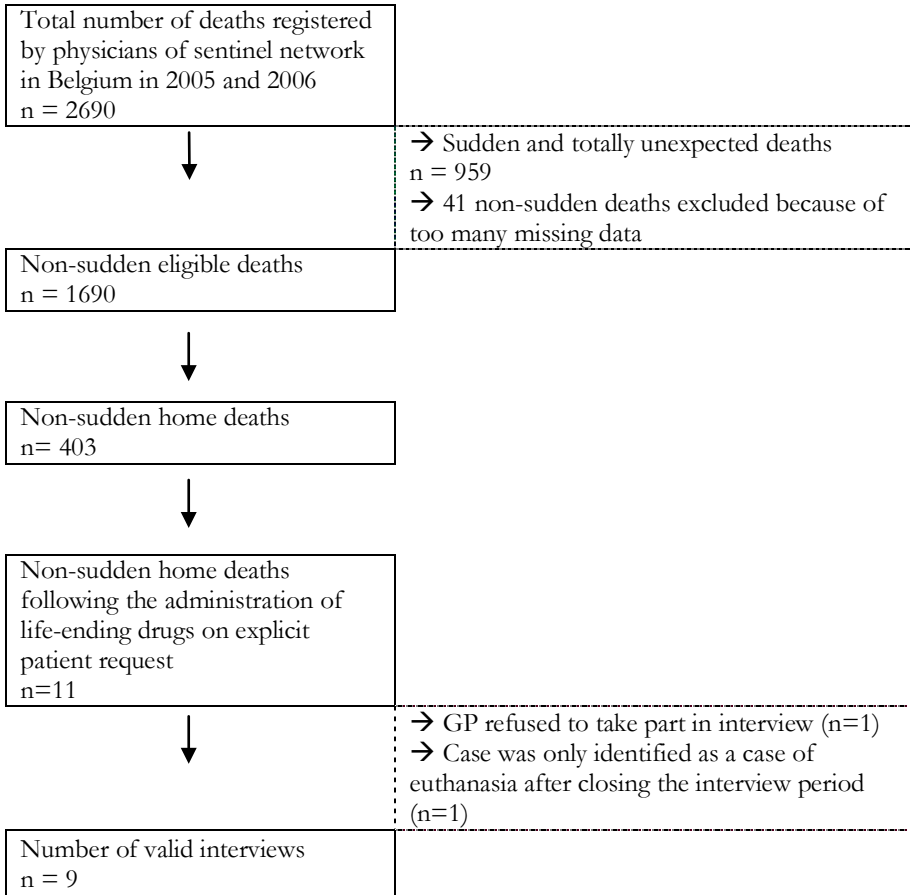 Total number of deaths registered
by physicians of sentinel network
in Belgium in 2005 and 2006
n = 2690
→ Sudden and totally unexpected deaths
n = 959
→ 41 non-sudden deaths excluded because of
too many missing data
Non-sudden eligible deaths
n = 1690
Non-sudden home deaths
n= 403
Non-sudden home deaths
following the administration of
life-ending drugs on explicit
patient request
n=11
→ GP refused to take part in interview (n=1)
→ Case was only identified as a case of
euthanasia after closing the interview period
(n=1)
Number of valid interviews
n = 9